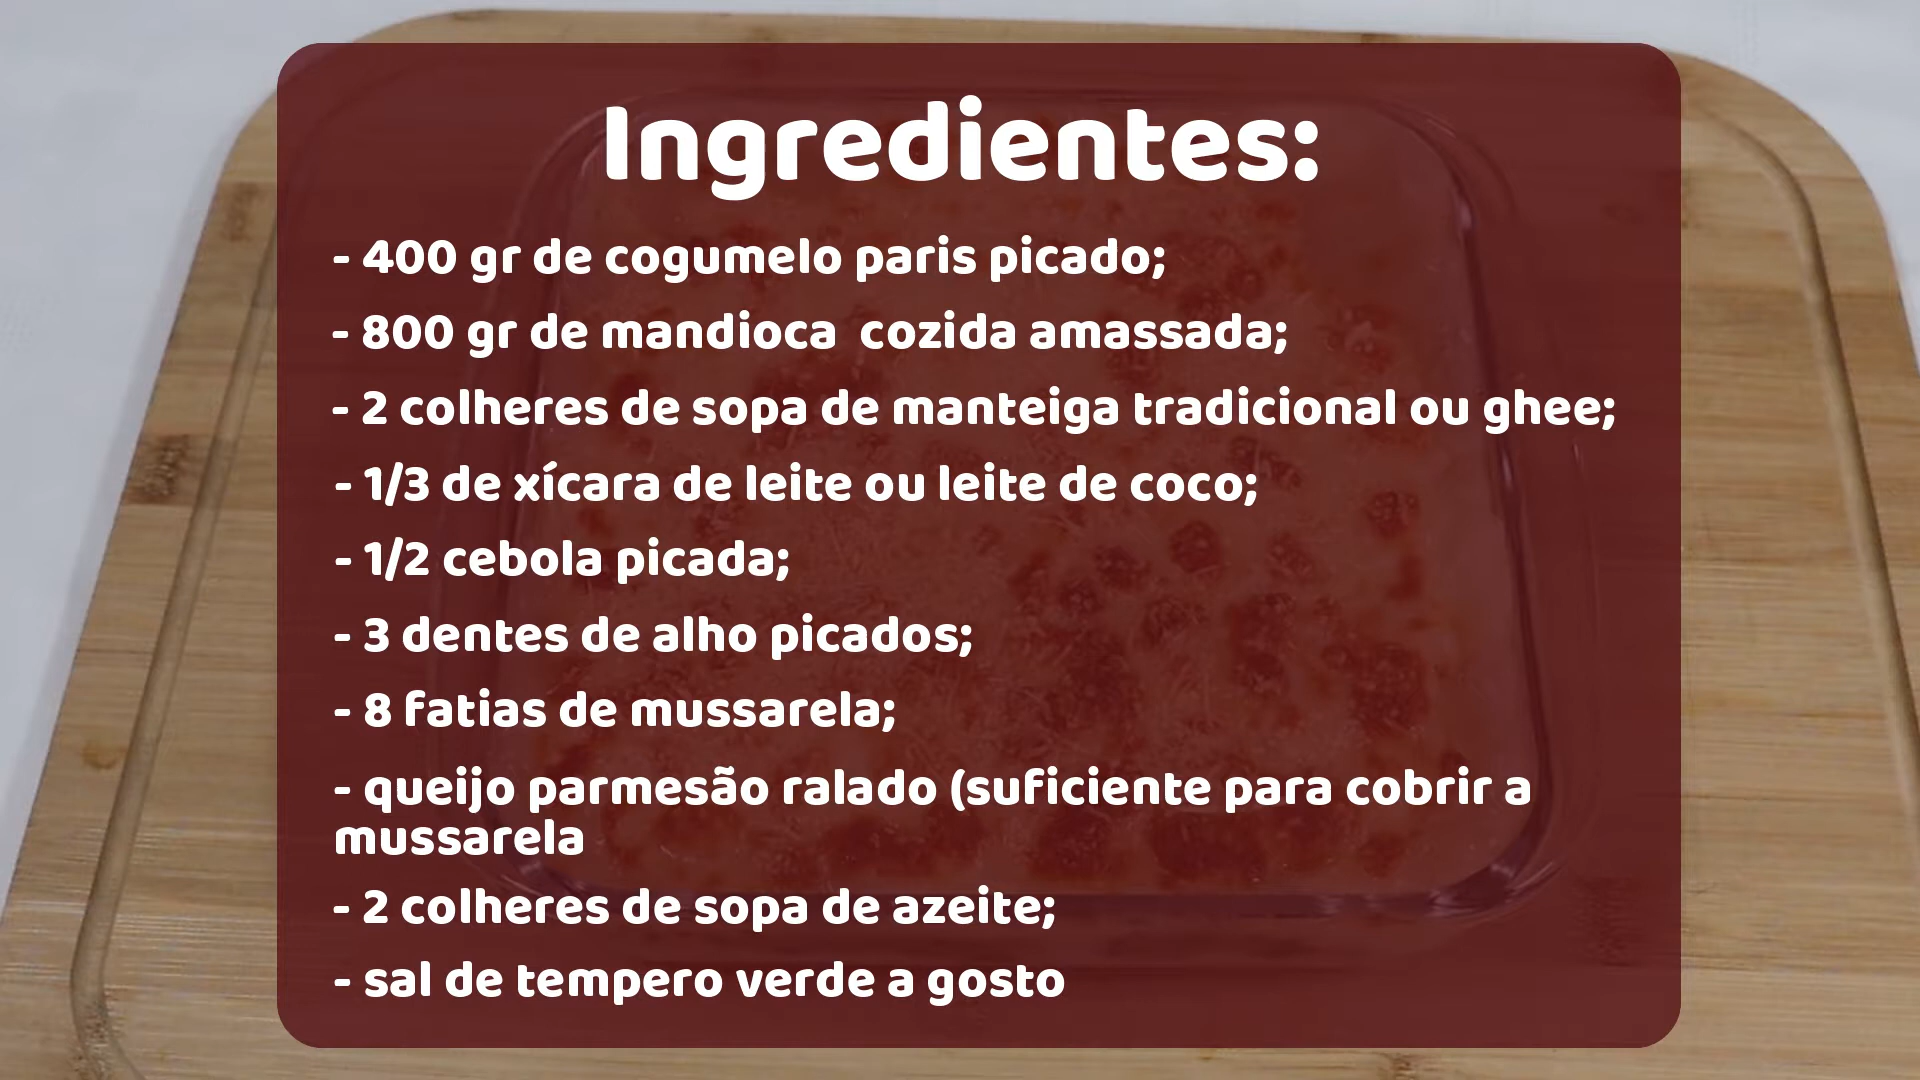 Ingredientes:
- 400 gr de cogumelo paris picado;
- 800 gr de mandioca  cozida amassada;
- 2 colheres de sopa de manteiga tradicional ou ghee;
- 1/3 de xícara de leite ou leite de coco;
- 1/2 cebola picada;
- 3 dentes de alho picados;
- 8 fatias de mussarela;
- queijo parmesão ralado (suficiente para cobrir a
mussarela
- 2 colheres de sopa de azeite;
- sal de tempero verde a gosto